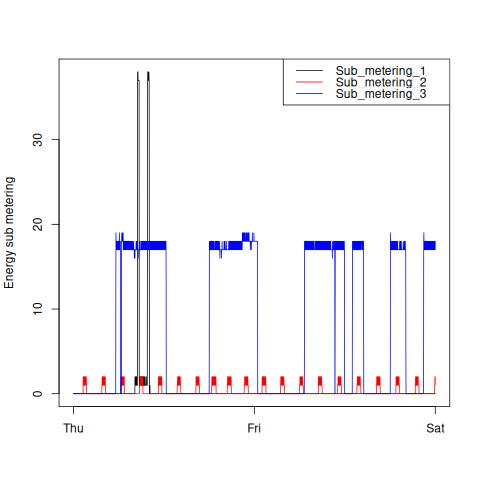 Sub_metering_1
Sub_metering_2
Sub_metering_3
Energy sub metering
30
20
10
0
Thu Fri Sat